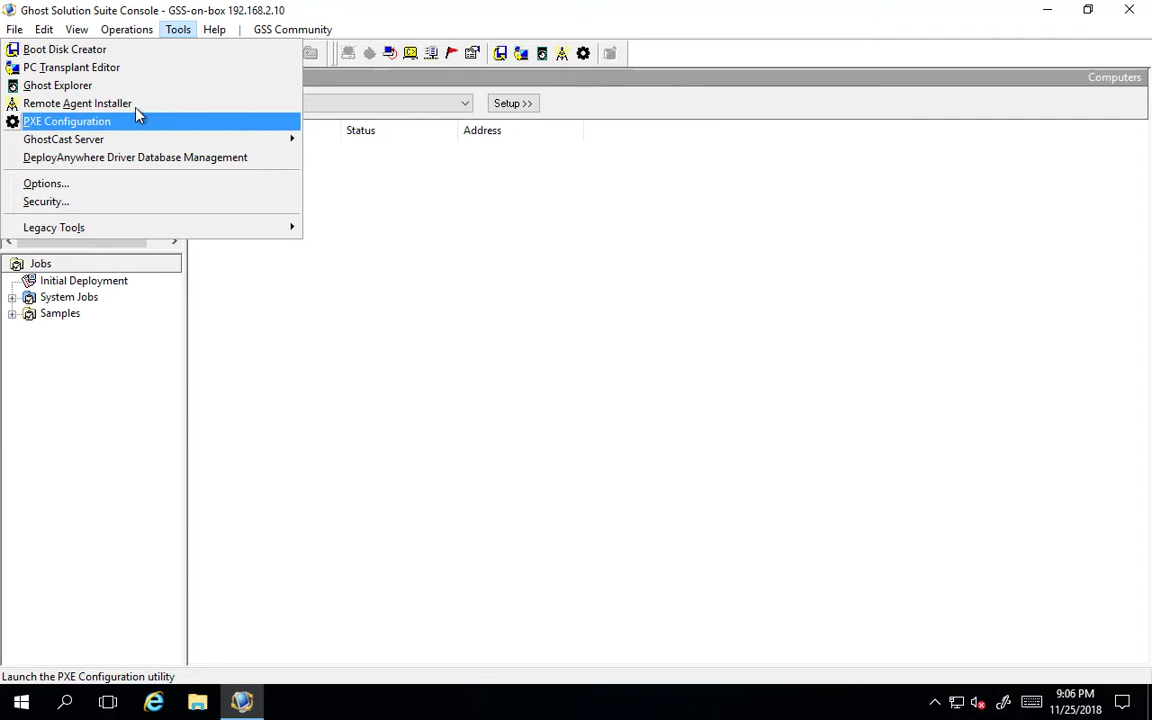 Ghost Solution Suite Console - GSS-on-box 192.168.2.10
File Edit View Operations Tools Help | GSS Community
Boot Disk Creator
PC Transplant Editor
Ghost Explorer
Remote Agent Installer
PXE Configuration
GhostCast Server
DeployAnywhere Driver Database Management
Options...
Security...
Legacy Tools
Computers
Setup >>
Status Address
Jobs
Initial Deployment
System Jobs
Samples
Launch the PXE Configuration utility
9:06 PM
11/25/2018